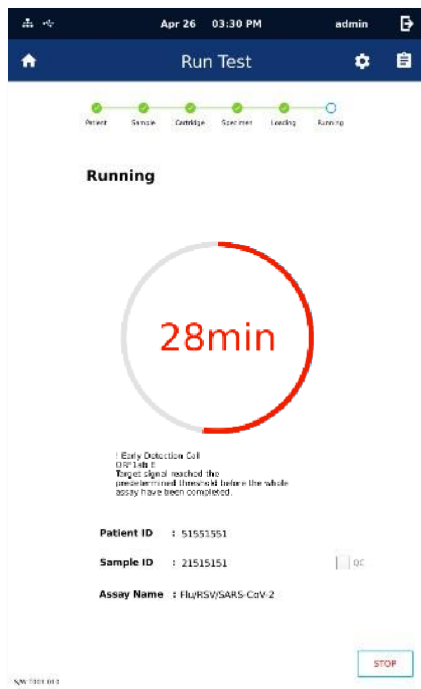 Apr 26 03:30 PM admin
Run Test
Patient Sample Cartridge Specimen Loading Running
Running
28min
! Early Detection Call
ORF1ab E
Target signal reached the
predetermined threshold before the whole
assay have been completed.
Patient ID : 51551551
Sample ID : 21515151 QC
Assay Name : Flu/RSV/SARS-CoV-2
STOP
S/W